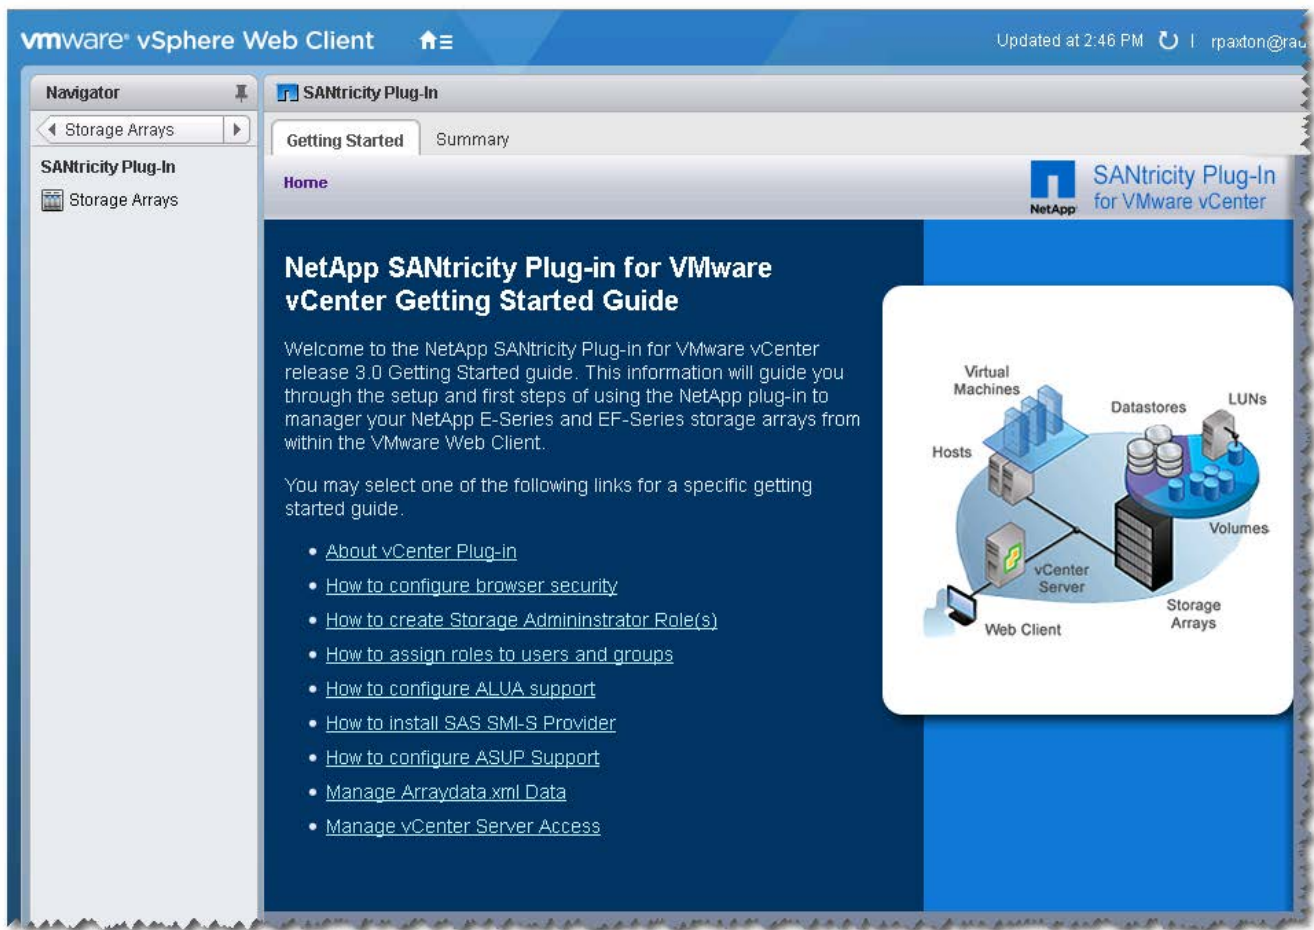 vmware® vSphere Web Client
Updated at 2:46 PM | rpaxton@rad
Navigator
SANtricity Plug-In
Storage Arrays
Getting Started Summary
SANtricity Plug-In
Storage Arrays
Home
NetApp
SANtricity Plug-In
for VMware vCenter
NetApp SANtricity Plug-in for VMware
vCenter Getting Started Guide
Welcome to the NetApp SANtricity Plug-in for VMware vCenter
release 3.0 Getting Started guide. This information will guide you
through the setup and first steps of using the NetApp plug-in to
manager your NetApp E-Series and EF-Series storage arrays from
within the VMware Web Client.
You may select one of the following links for a specific getting
started guide.
• About vCenter Plug-in
• How to configure browser security
• How to create Storage Admininstrator Role(s)
• How to assign roles to users and groups
• How to configure ALUA support
• How to install SAS SMI-S Provider
• How to configure ASUP Support
• Manage Arraydata.xml Data
• Manage vCenter Server Access
Virtual
Machines
Datastores
LUNs
Hosts
Volumes
vCenter
Server
Storage
Arrays
Web Client